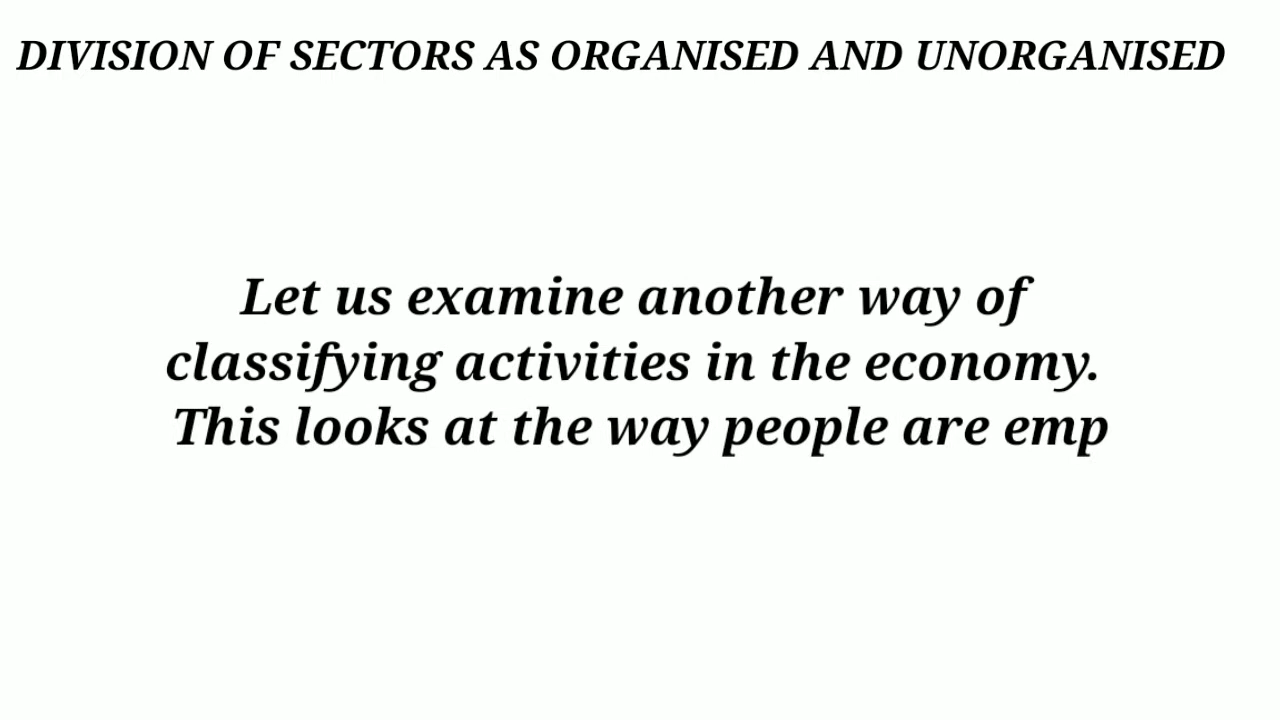 DIVISION OF SECTORS AS ORGANISED AND UNORGANISED
Let us examine another way of
classifying activities in the economy.
This looks at the way people are emp